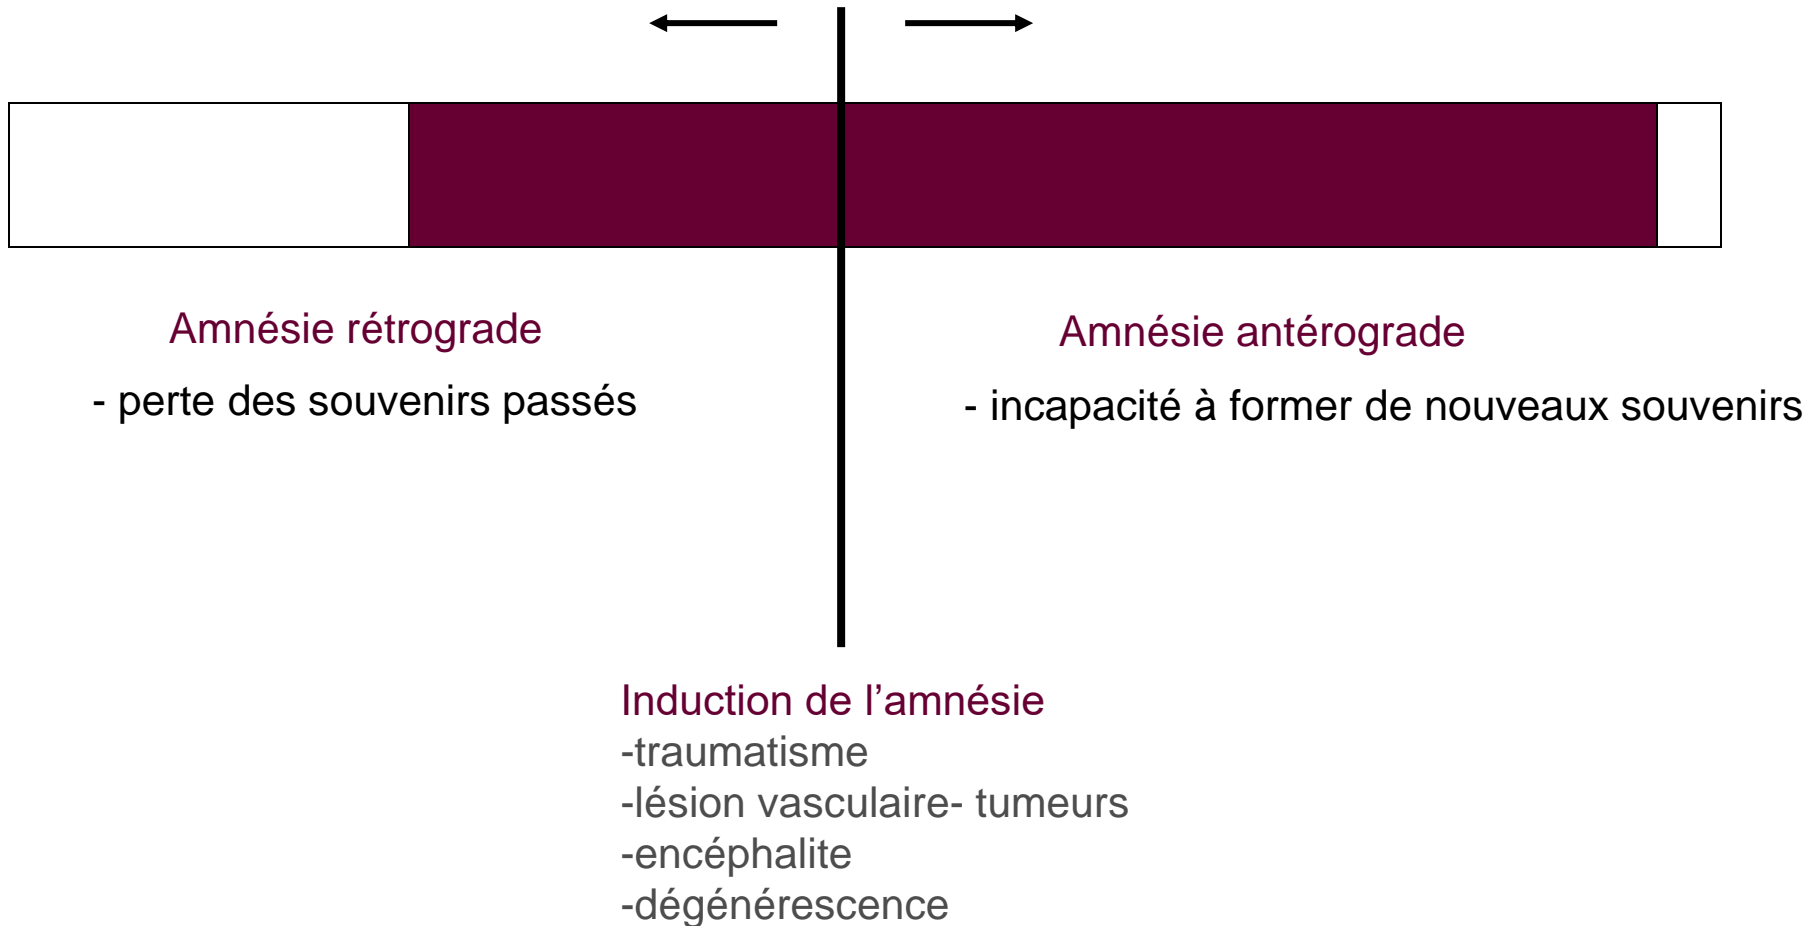 Amnésie rétrograde
- perte des souvenirs passés
Amnésie antérograde
- incapacité à former de nouveaux souvenirs
Induction de l’amnésie
-traumatisme
-lésion vasculaire- tumeurs
-encéphalite
-dégénérescence